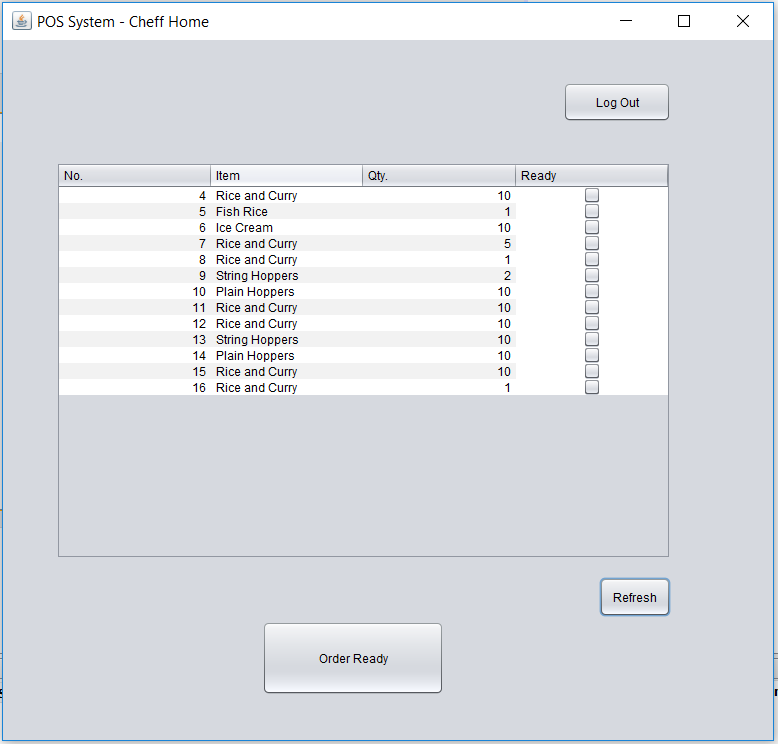 POS System - Cheff Home
Log Out
No. Item Qty. Ready
4 Rice and Curry 10
5 Fish Rice 1
6 Ice Cream 10
7 Rice and Curry 5
8 Rice and Curry 1
9 String Hoppers 2
10 Plain Hoppers 10
11 Rice and Curry 10
12 Rice and Curry 10
13 String Hoppers 10
14 Plain Hoppers 10
15 Rice and Curry 10
16 Rice and Curry 1
Refresh
Order Ready